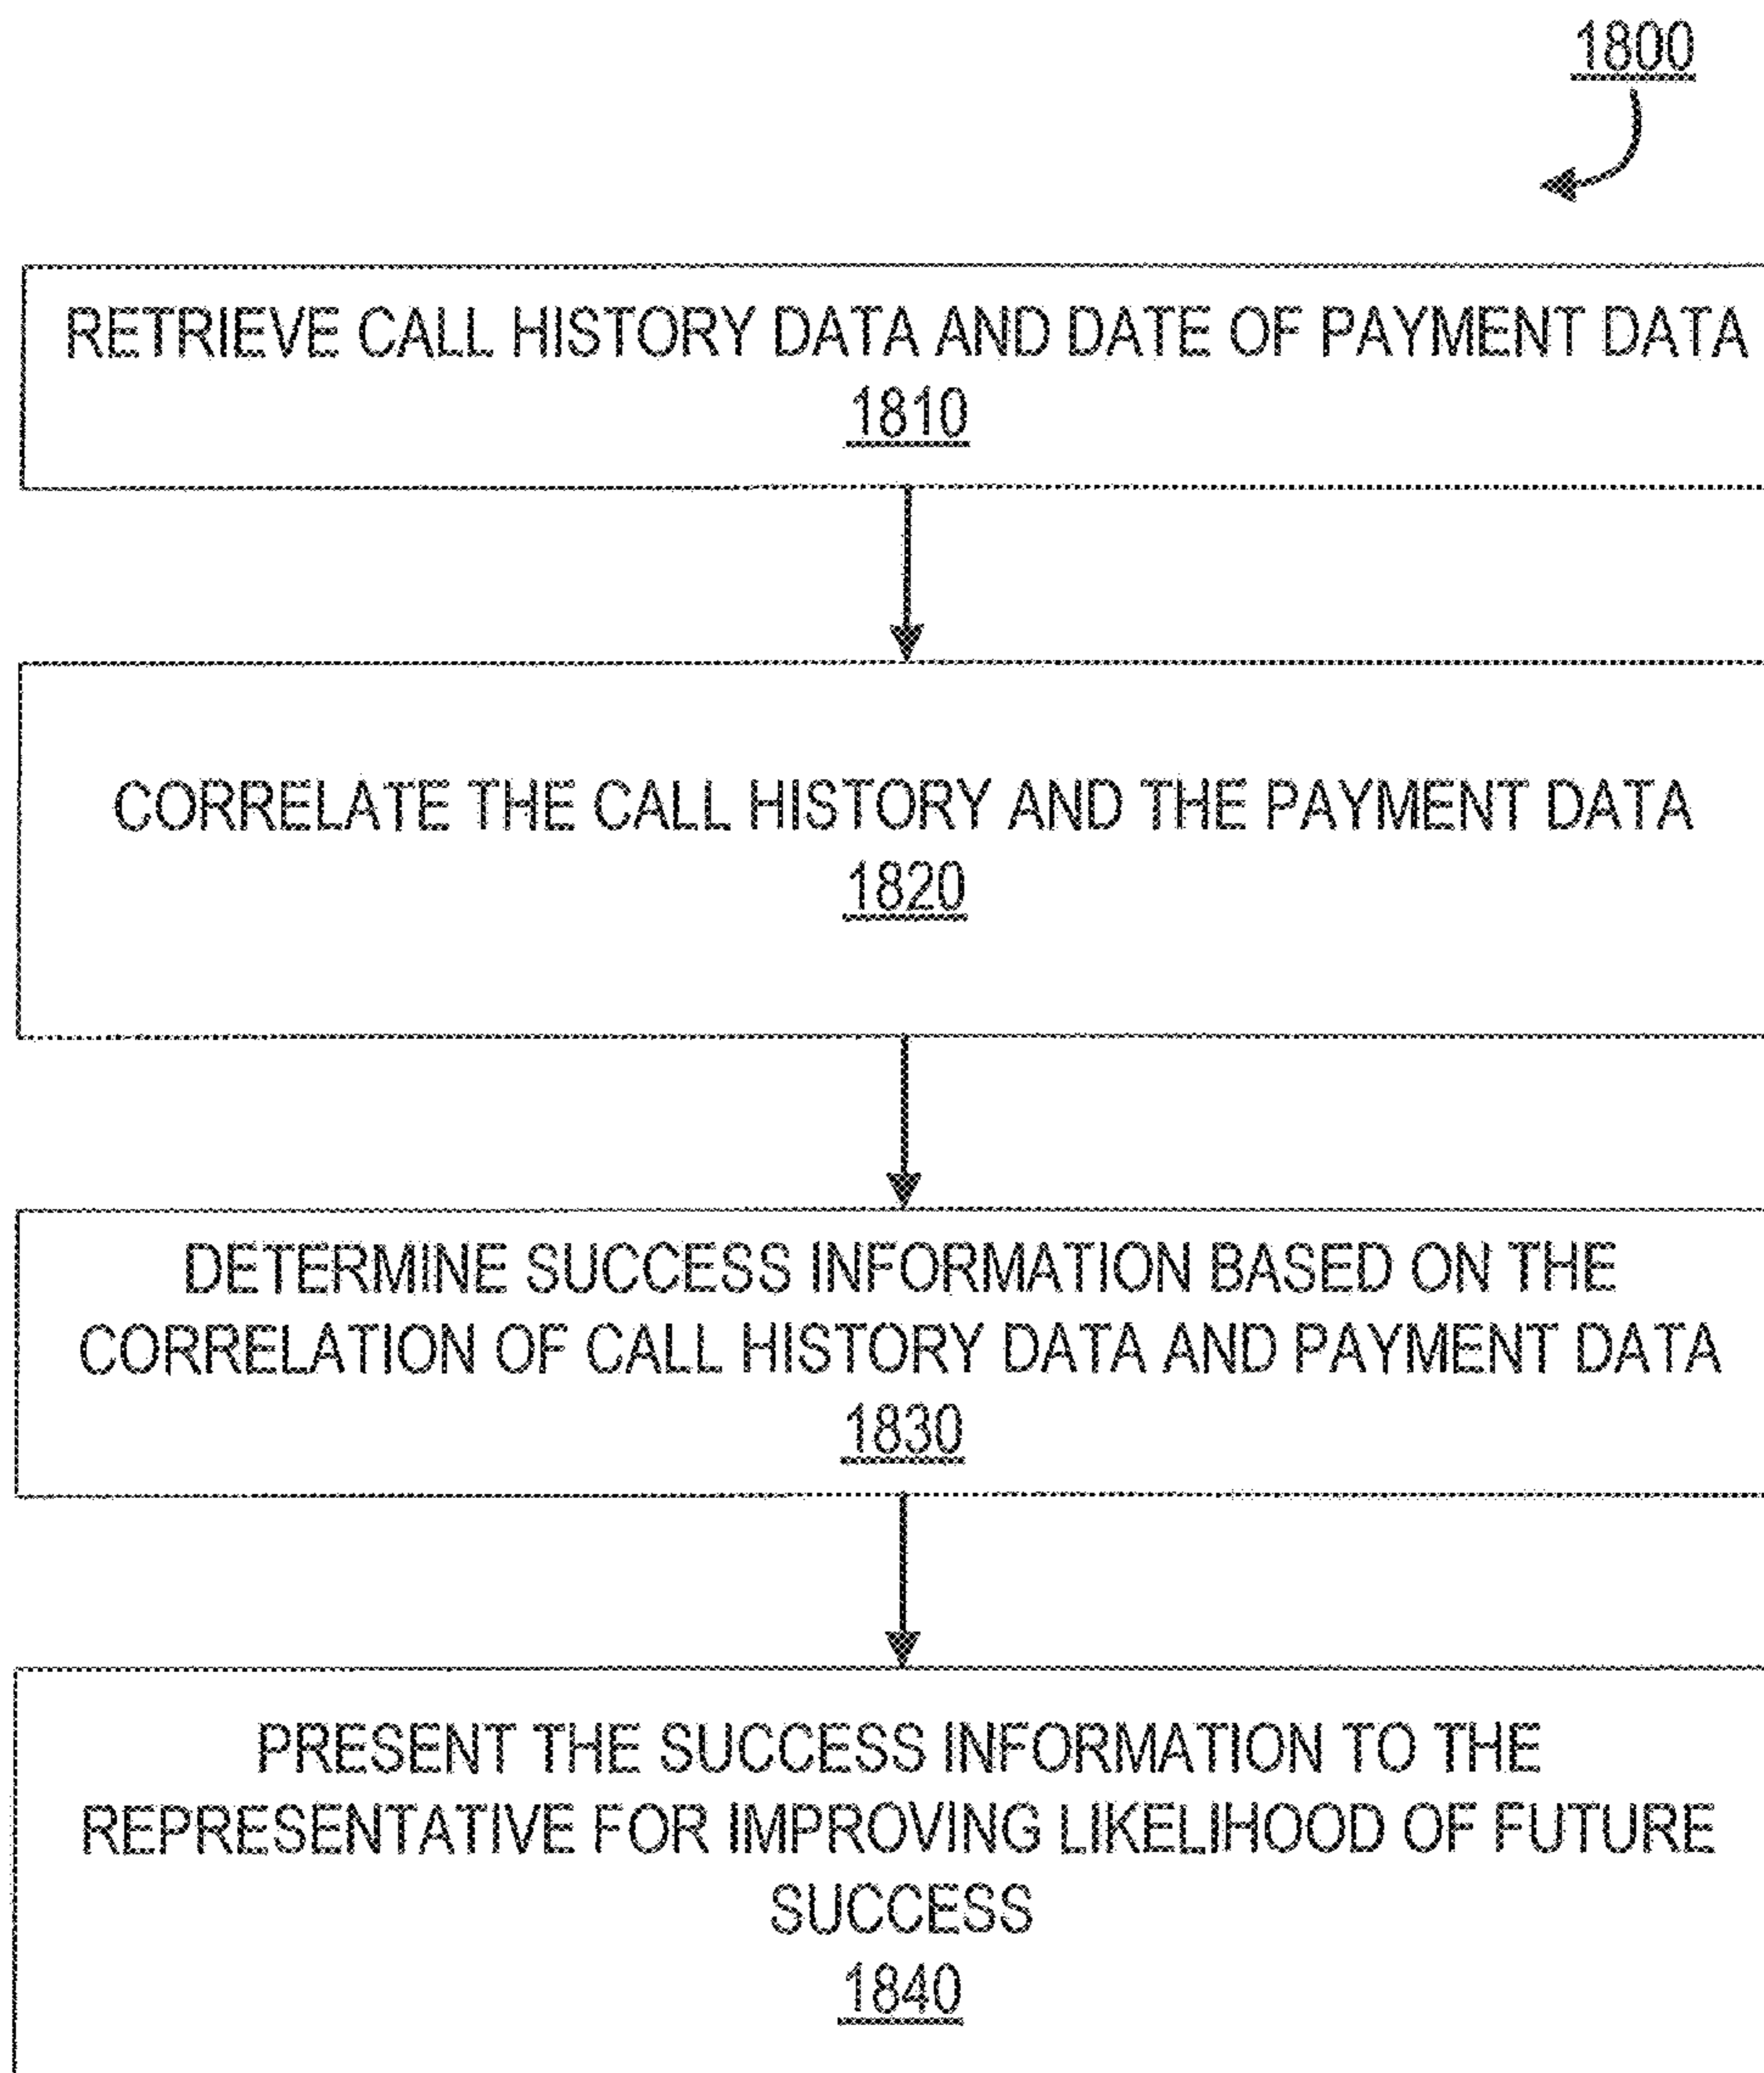 1800
RETRIEVE CALL HISTORY DATA AND DATE OF PAYMENT DATA
1810
CORRELATE THE CALL HISTORY AND THE PAYMENT DATA
1820
DETERMINE SUCCESS INFORMATION BASED ON THE
CORRELATION OF CALL HISTORY DATA AND PAYMENT DATA
1830
PRESENT THE SUCCESS INFORMATION TO THE
REPRESENTATIVE FOR IMPROVING LIKELIHOOD OF FUTURE
SUCCESS
1840